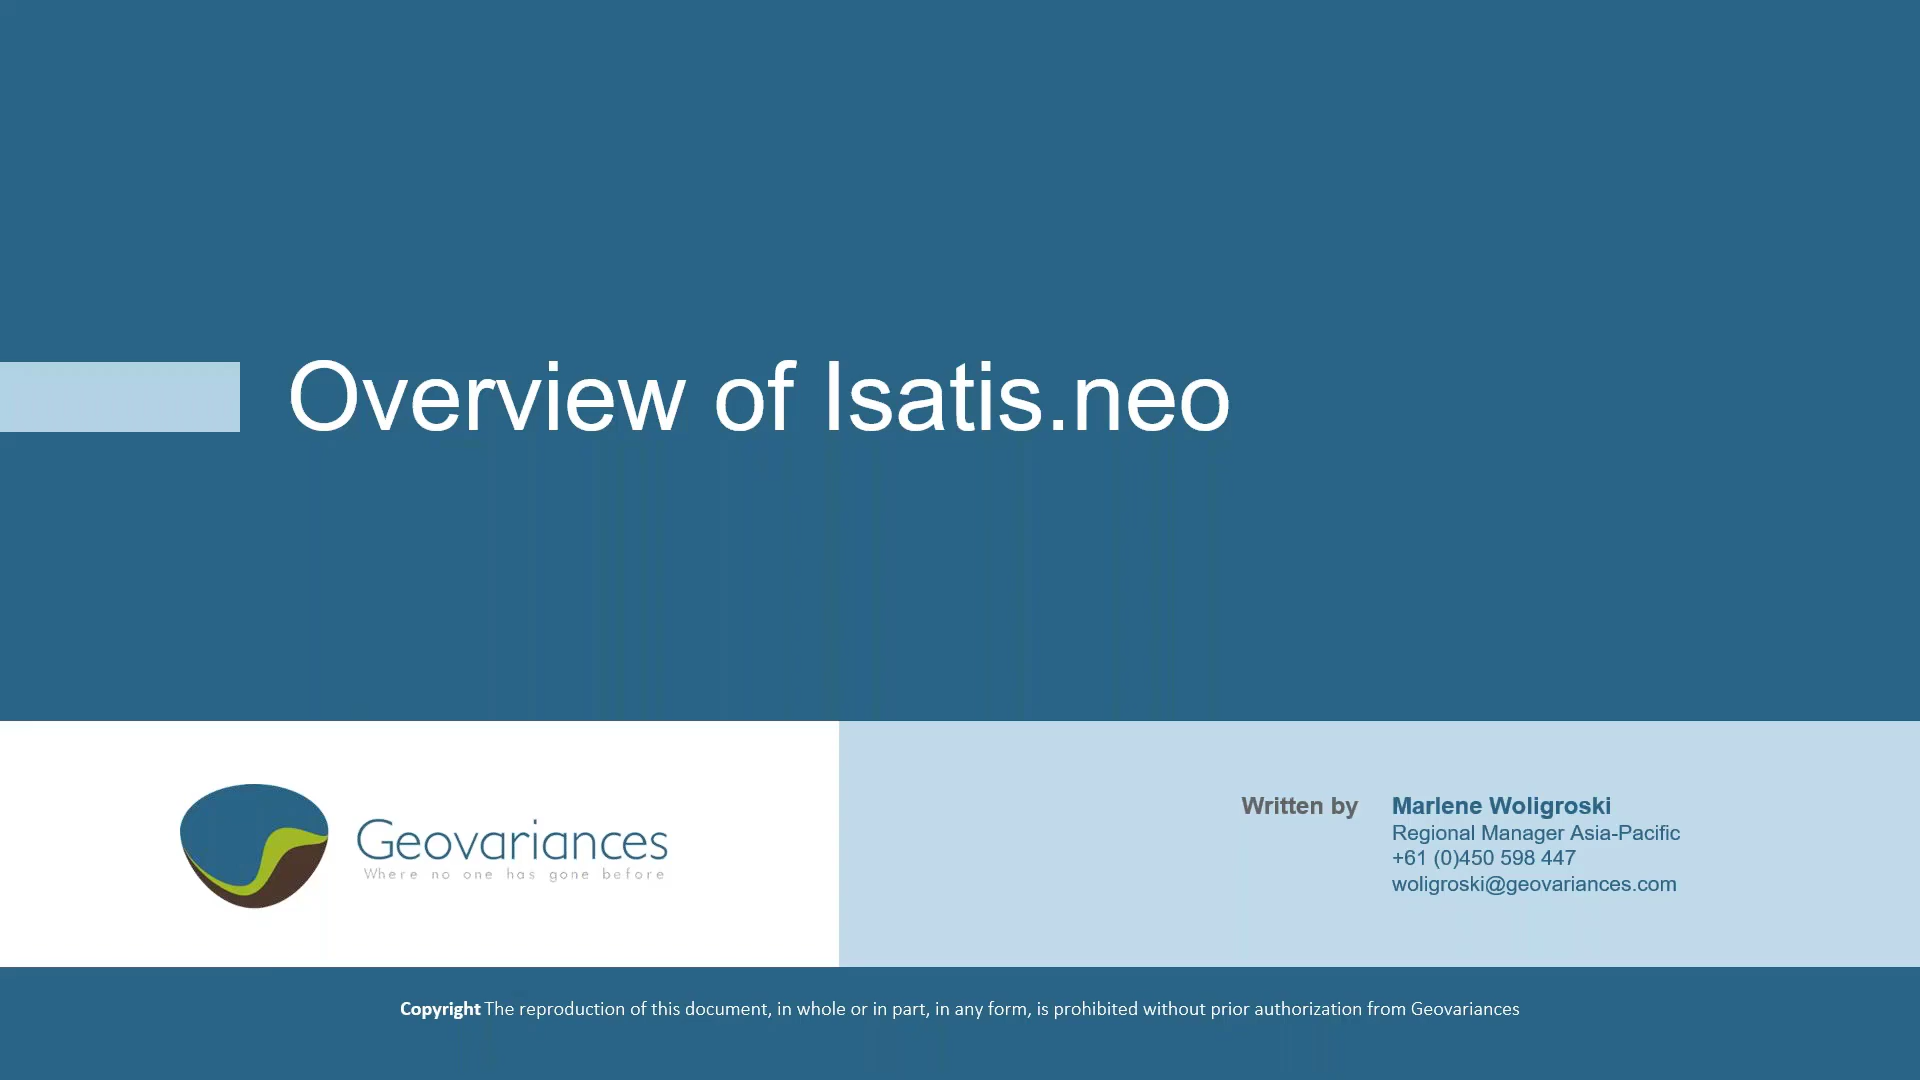 Overview of Isatis.neo
Geovariances
Where no one has gone before
Written by Marlene Woligroski
Regional Manager Asia-Pacific
+61 (0)450 598 447
woligroski@geovariances.com
Copyright The reproduction of this document, in whole or in part, in any form, is prohibited without prior authorization from Geovariances